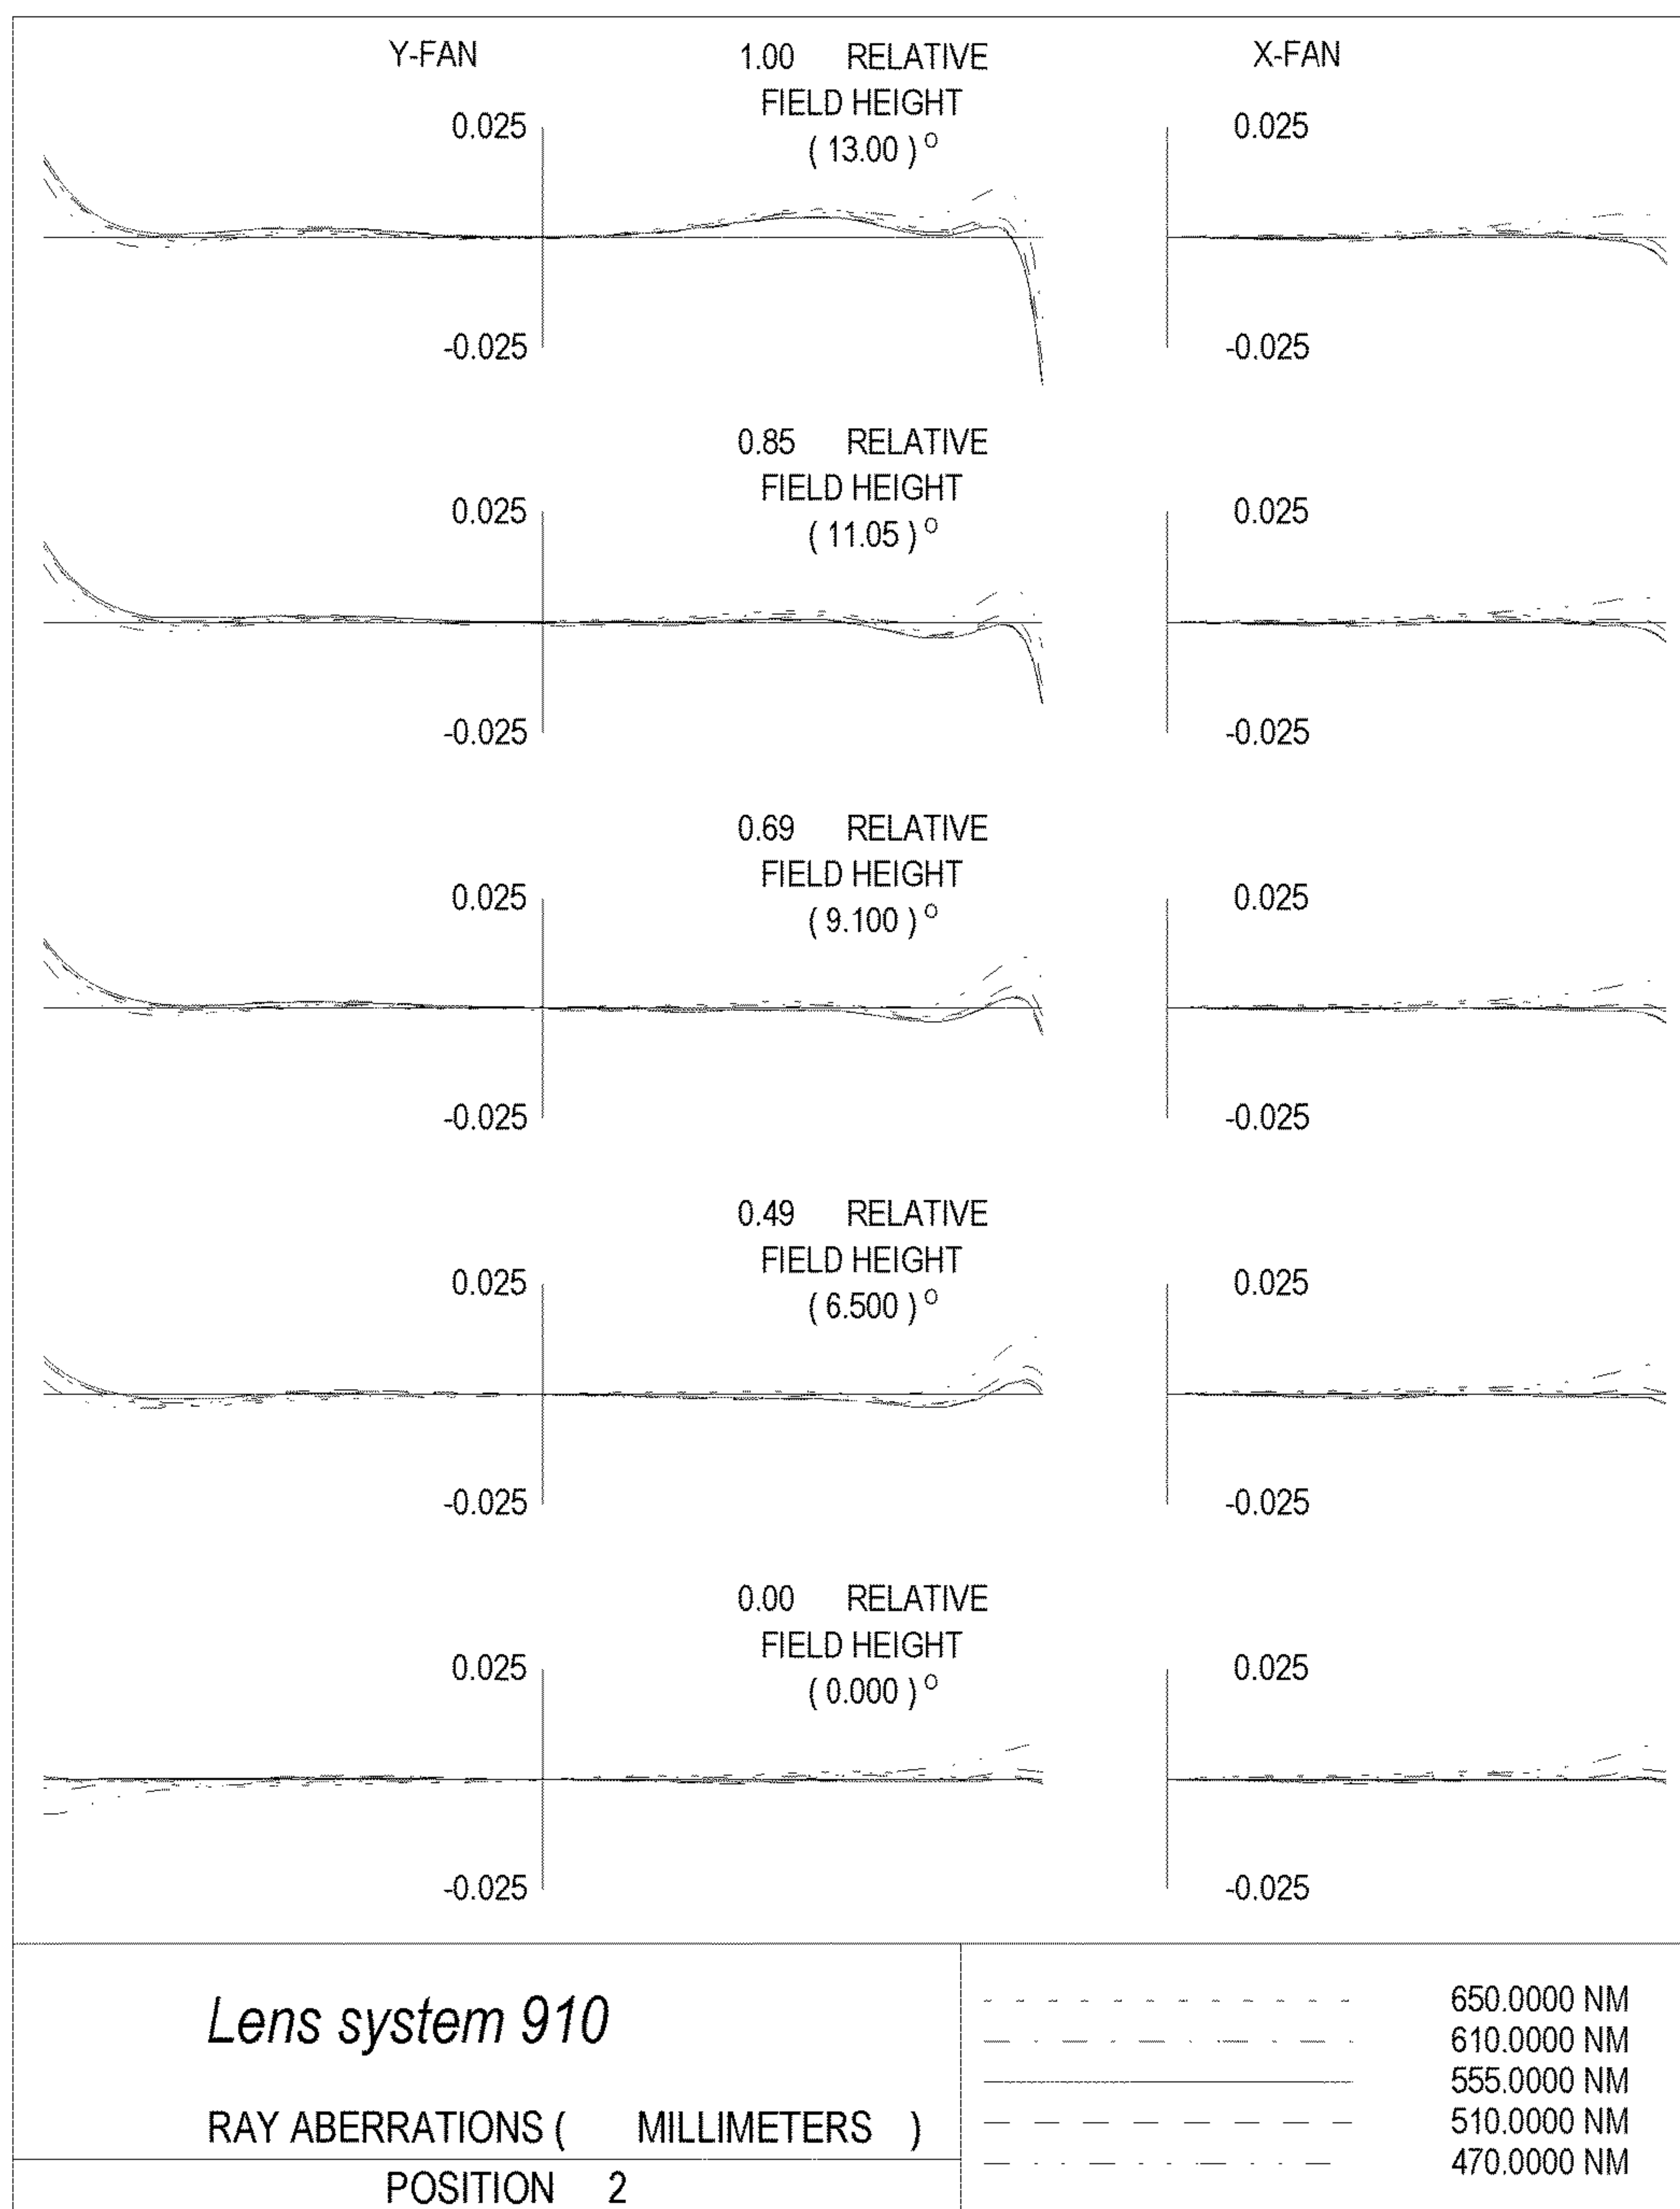 Y-FAN 1.00 RELATIVE X-FAN
FIELD HEIGHT
0.025 ( 13.00 )° 0.025
-0.025 -0.025
0.85 RELATIVE
FIELD HEIGHT
0.025 ( 11.05 )° 0.025
-0.025 -0.025
0.69 RELATIVE
FIELD HEIGHT
0.025 ( 9.100 )° 0.025
-0.025 -0.025
0.49 RELATIVE
FIELD HEIGHT
0.025 ( 6.500 )° 0.025
-0.025 -0.025
0.00 RELATIVE
FIELD HEIGHT
0.025 ( 0.000 )° 0.025
-0.025 -0.025
Lens system 910
RAY ABERRATIONS ( MILLIMETERS )
POSITION 2
650.0000 NM
610.0000 NM
555.0000 NM
510.0000 NM
470.0000 NM